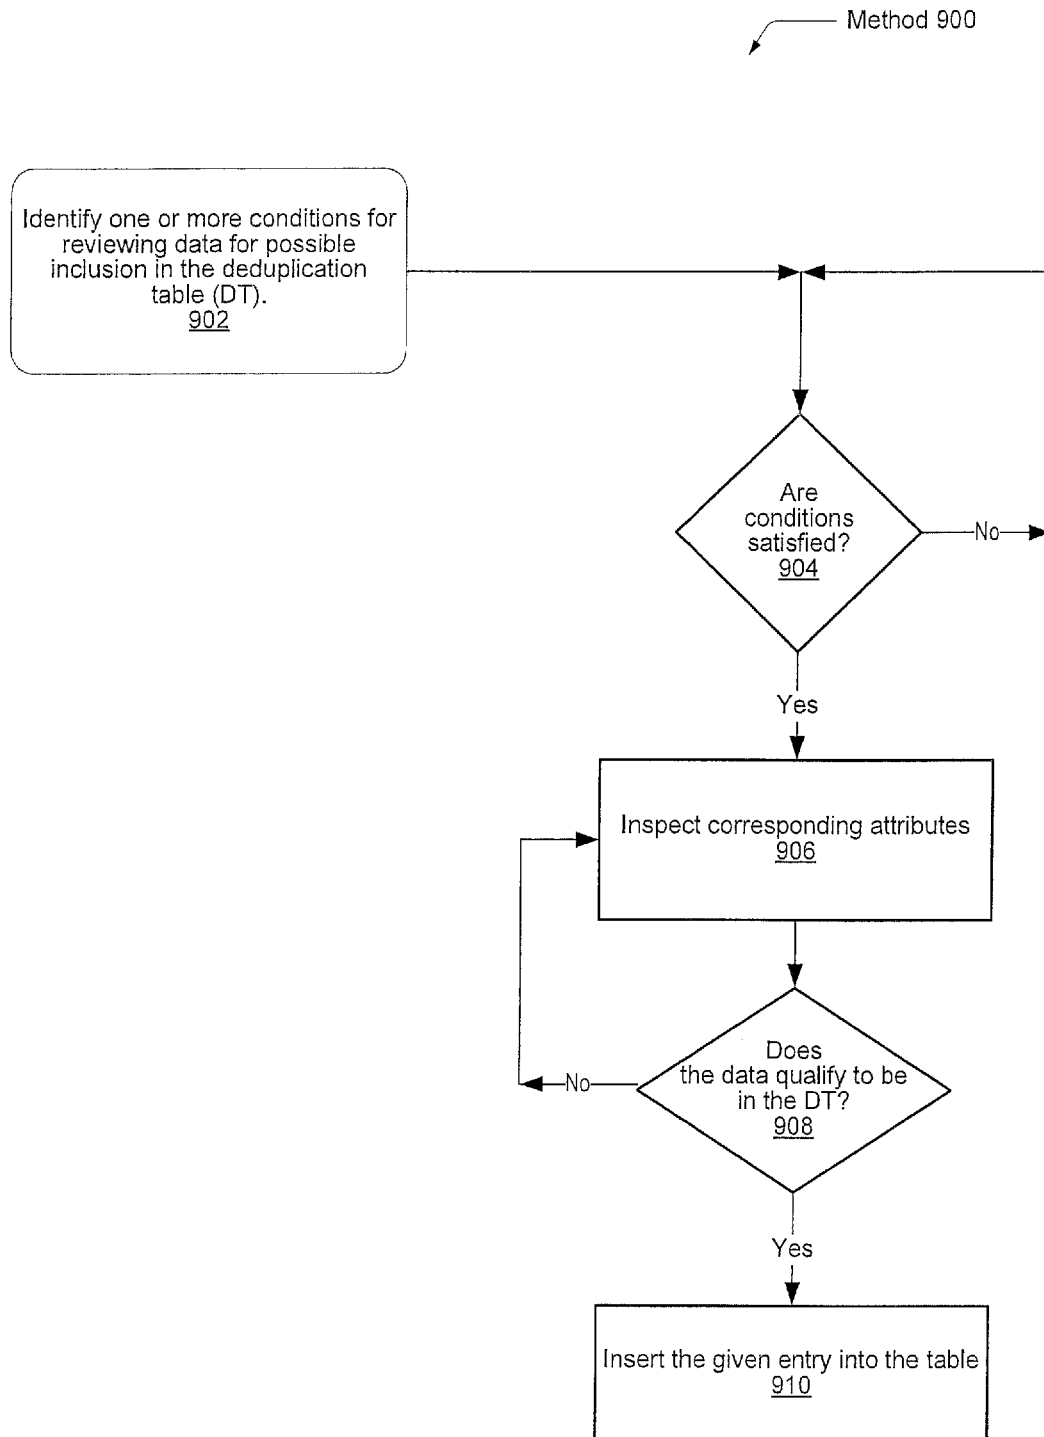 Method 900
Identify one or more conditions for
reviewing data for possible
inclusion in the deduplication
table (DT).
902
Are
conditions
satisfied?
904
No
Yes
Inspect corresponding attributes
906
Does
the data qualify to be
in the DT?
908
No
Yes
Insert the given entry into the table
910